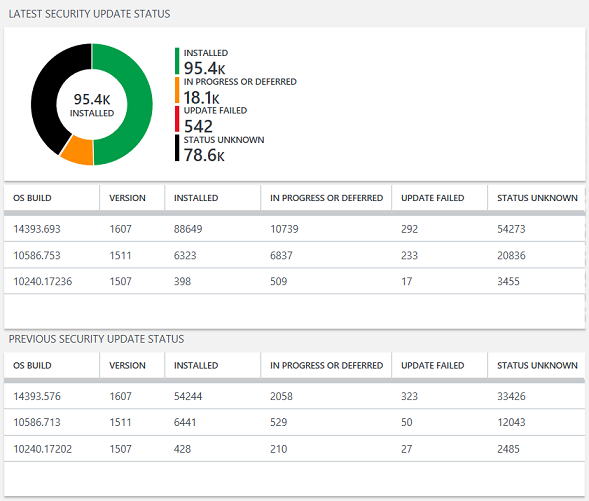 LATEST SECURITY UPDATE STATUS
95.4K
INSTALLED
INSTALLED
95.4K
IN PROGRESS OR DEFERRED
18.1K
UPDATE FAILED
542
STATUS UNKNOWN
78.6K
OS BUILD VERSION INSTALLED IN PROGRESS OR DEFERRED UPDATE FAILED STATUS UNKNOWN
14393.693 1607 88649 10739 292 54273
10586.753 1511 6323 6837 233 20836
10240.17236 1507 398 509 17 3455
PREVIOUS SECURITY UPDATE STATUS
OS BUILD VERSION INSTALLED IN PROGRESS OR DEFERRED UPDATE FAILED STATUS UNKNOWN
14393.576 1607 54244 2058 323 33426
10586.713 1511 6441 529 50 12043
10240.17202 1507 428 210 27 2485